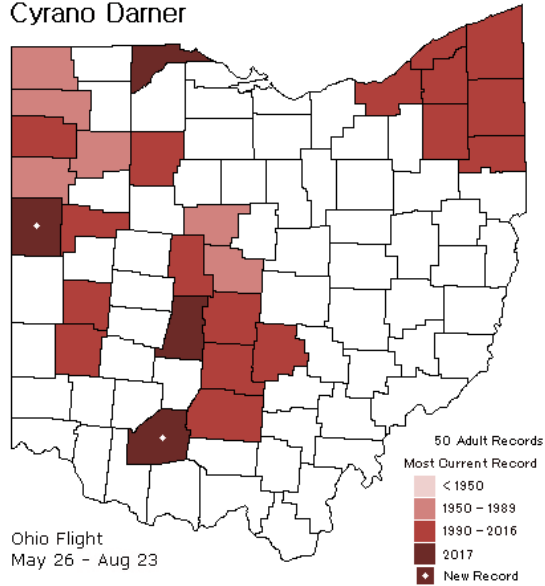 Cyrano Darner
50 Adult Records
Most Current Record
< 1950
1950 - 1989
1990 - 2016
2017
New Record
Ohio Flight
May 26 - Aug 23